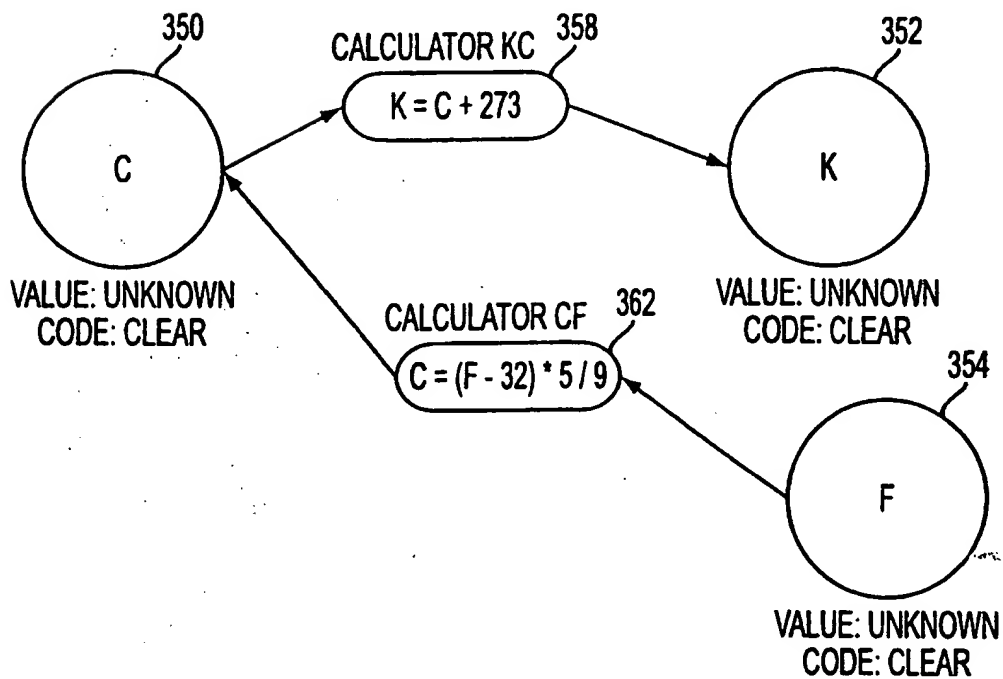 350
CALCULATOR KC
358
352
C
K = C + 273
K
VALUE: UNKNOWN
CODE: CLEAR
VALUE: UNKNOWN
CODE: CLEAR
CALCULATOR CF
362
C = (F - 32) * 5 / 9
354
F
VALUE: UNKNOWN
CODE: CLEAR